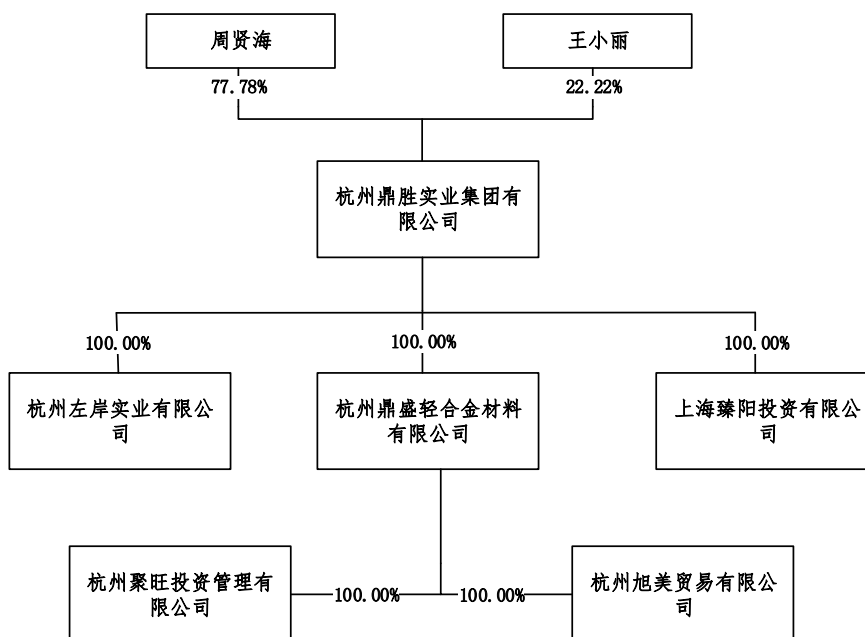 周贤海
王小丽
77.78%
22.22%
杭州鼎胜实业集团有
限公司
100.00%
100.00%
100.00%
杭州左岸实业有限公
司
杭州鼎盛轻合金材料
有限公司
上海臻阳投资有限公
司
杭州聚旺投资管理有
限公司
100.00%
100.00%
杭州旭美贸易有限公
司